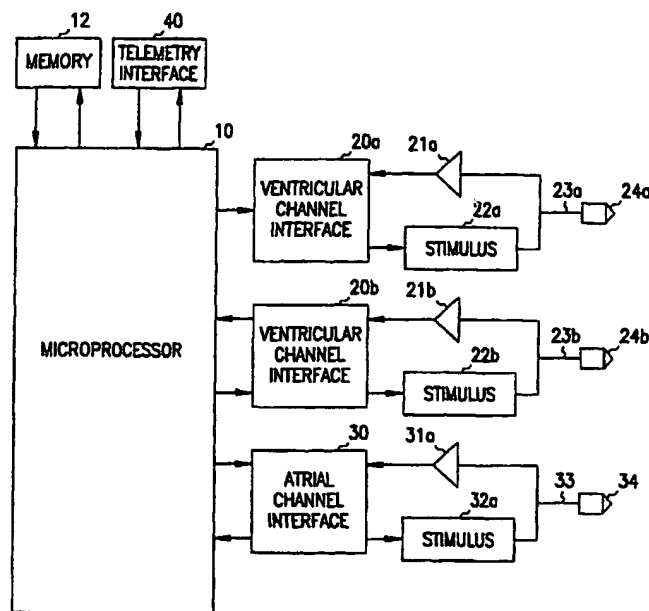 12
40
MEMORY
TELEMETRY
INTERFACE
10
MICROPROCESSOR
20a
VENTRICULAR
CHANNEL
INTERFACE
21a
22a
STIMULUS
23a
24a
20b
VENTRICULAR
CHANNEL
INTERFACE
21b
22b
STIMULUS
23b
24b
30
ATRIAL
CHANNEL
INTERFACE
31a
32a
STIMULUS
33
34